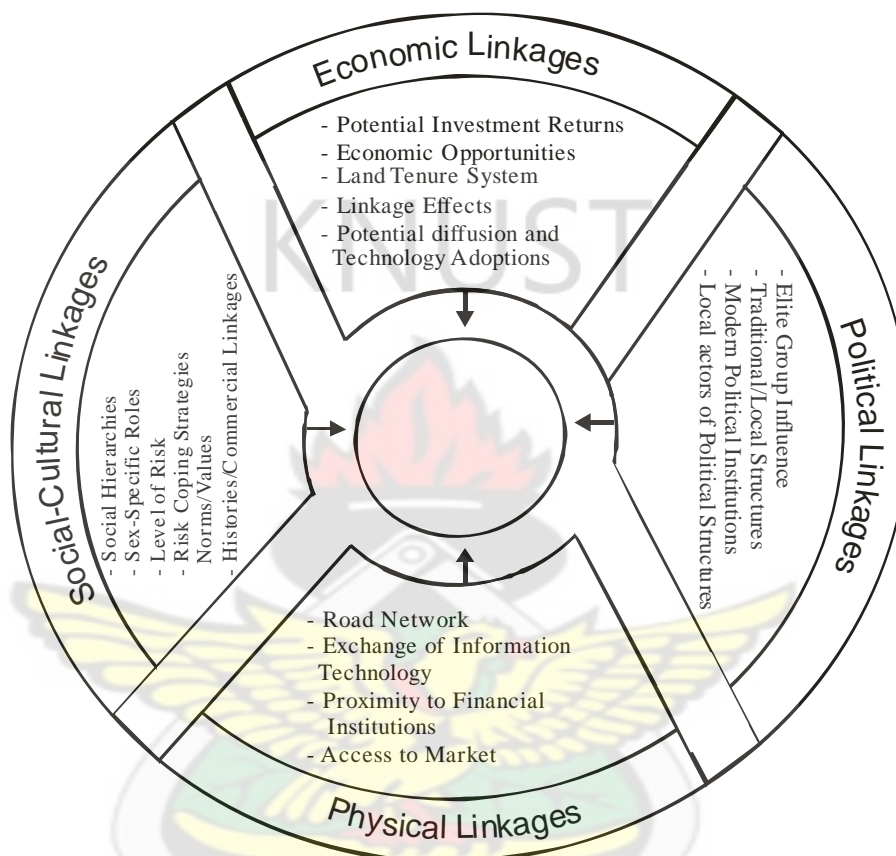 Economic Linkages
- Potential Investment Returns
- Economic Opportunities
- Land Tenure System
- Linkage Effects
- Potential diffusion and
Technology Adoptions
KNUST
Social-Cultural Linkages
- Social Hierarchies
- Sex-Specific Roles
- Level of Risk
- Risk Coping Strategies
Norms/Values
- Histories/Commercial Linkages
Political Linkages
- Elite Group Influence
- Traditional/Local Structures
- Modern Political Institutions
- Local actors of Political Structures
- Road Network
- Exchange of Information
Technology
- Proximity to Financial
Institutions
- Access to Market
Physical Linkages